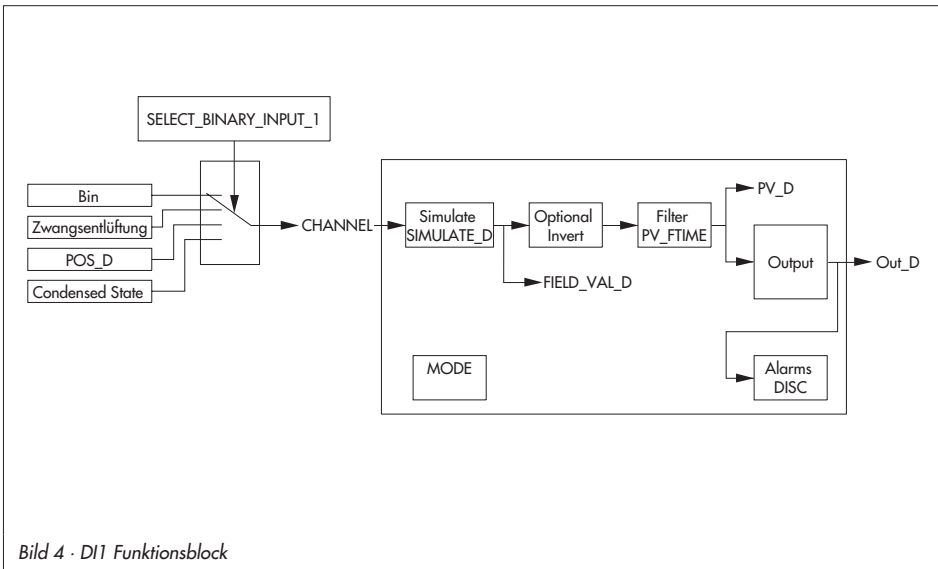 SELECT_BINARY_INPUT_1
Bin
Zwangsentlüftung
POS_D
Condensed State
CHANNEL
Simulate
SIMULATE_D
Optional
Invert
Filter
PV_FTIME
PV_D
Output
Out_D
FIELD_VAL_D
MODE
Alarms
DISC
Bild 4 · DI1 Funktionsblock